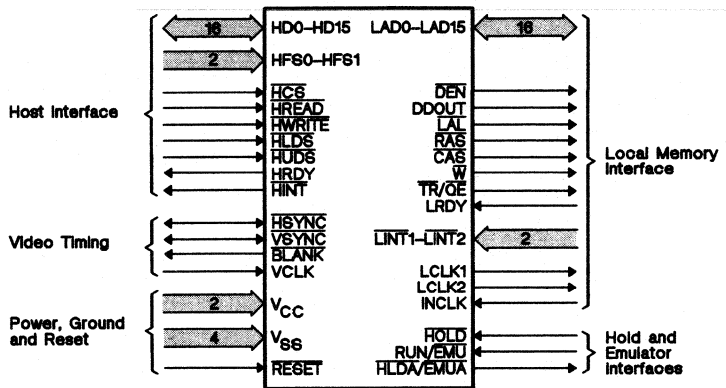 16 HD0–HD15 LAD0–LAD15 16
2 HFS0–HFS1
Host Interface
HCS
HREAD
HWRITE
HLDS
HUDS
HRDY
HINT
DEN
DDOUT
LAL
RAS
CAS
W
TR/QE
LRDY
Local Memory
Interface
Video Timing
HSYNC
VSYNC
BLANK
VCLK
LINT1–LINT2 2
LCLK1
LCLK2
INCLK
Power, Ground
and Reset
2 VCC
4 VSS
RESET
HOLD
RUN/EMU
HLDA/EMUA
Hold and
Emulator
Interfaces